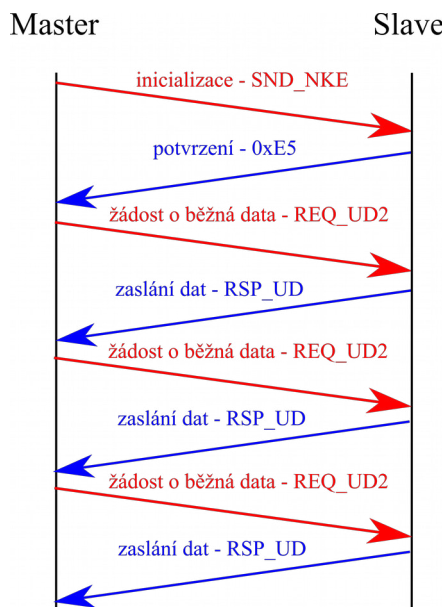 Master
Slave
inicializace - SND_NKE
potvrzení - 0xE5
žádost o běžná data - REQ_UD2
zaslání dat - RSP_UD
žádost o běžná data - REQ_UD2
zaslání dat - RSP_UD
žádost o běžná data - REQ_UD2
zaslání dat - RSP_UD